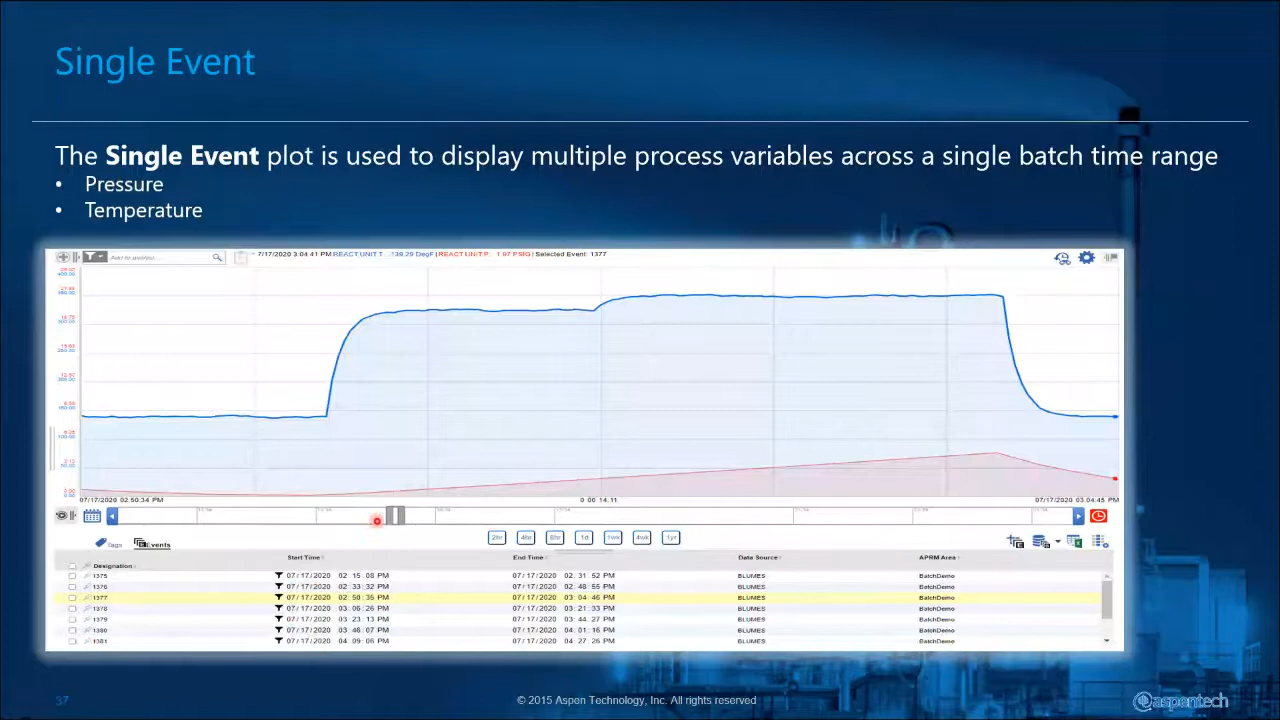 Single Event
The Single Event plot is used to display multiple process variables across a single batch time range
• Pressure
• Temperature
7/17/2020 3:04:41 PM REACT UNIT T... 139.29 DegF | REACT UNIT P... 1.97 PSIG | Selected Event: 1377
07/17/2020 02:50:34 PM 0 00 14.11 07/17/2020 03:04:45 PM
2hr 4hr 8hr 1d 1wk 4wk 1yr
Tags Events
Designation Start Time End Time Data Source APRM Area
1375 07/17/2020 02:15:08 PM 07/17/2020 02:31:52 PM BLUMES BatchDemo
1376 07/17/2020 02:33:32 PM 07/17/2020 02:48:55 PM BLUMES BatchDemo
1377 07/17/2020 02:50:35 PM 07/17/2020 03:04:46 PM BLUMES BatchDemo
1378 07/17/2020 03:06:26 PM 07/17/2020 03:21:33 PM BLUMES BatchDemo
1379 07/17/2020 03:23:13 PM 07/17/2020 03:44:27 PM BLUMES BatchDemo
1380 07/17/2020 03:46:07 PM 07/17/2020 04:01:16 PM BLUMES BatchDemo
1381 07/17/2020 04:09:06 PM 07/17/2020 04:27:26 PM BLUMES BatchDemo
37 © 2015 Aspen Technology, Inc. All rights reserved aspentech